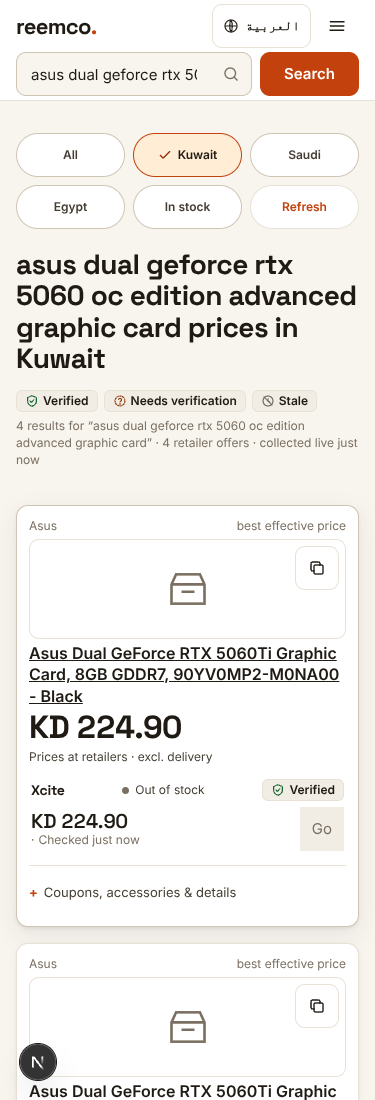 reemco.
العربية
asus dual geforce rtx 50
Search
All
Kuwait
Saudi
Egypt
In stock
Refresh
asus dual geforce rtx
5060 oc edition advanced
graphic card prices in
Kuwait
Verified
Needs verification
Stale
4 results for “asus dual geforce rtx 5060 oc edition
advanced graphic card” · 4 retailer offers · collected live just
now
Asus
best effective price
Asus Dual GeForce RTX 5060Ti Graphic
Card, 8GB GDDR7, 90YV0MP2-M0NA00
- Black
KD 224.90
Prices at retailers · excl. delivery
Xcite
Out of stock
Verified
KD 224.90
· Checked just now
Go
+ Coupons, accessories & details
Asus
best effective price
N
Asus Dual GeForce RTX 5060Ti Graphic